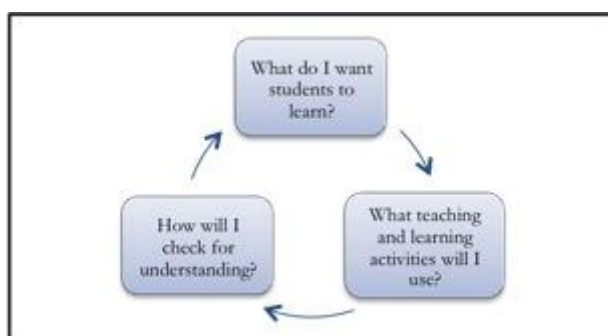 What do I want
students to
learn?
What teaching
and learning
activities will I
use?
How will I
check for
understanding?